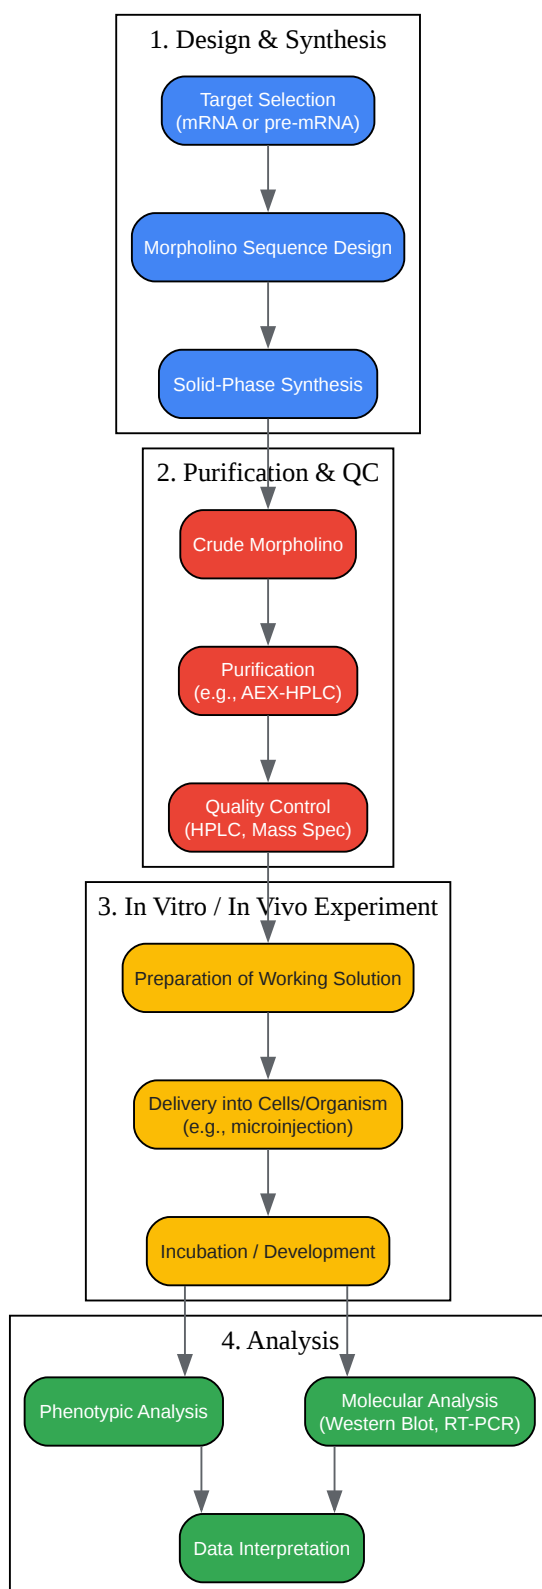 1. Design & Synthesis
Target Selection
(mRNA or pre-mRNA)
Morpholino Sequence Design
Solid-Phase Synthesis
2. Purification & QC
Crude Morpholino
Purification
(e.g., AEX-HPLC)
Quality Control
(HPLC, Mass Spec)
3. In Vitro / In Vivo Experiment
Preparation of Working Solution
Delivery into Cells/Organism
(e.g., microinjection)
Incubation / Development
4. Analysis
Phenotypic Analysis
Molecular Analysis
(Western Blot, RT-PCR)
Data Interpretation